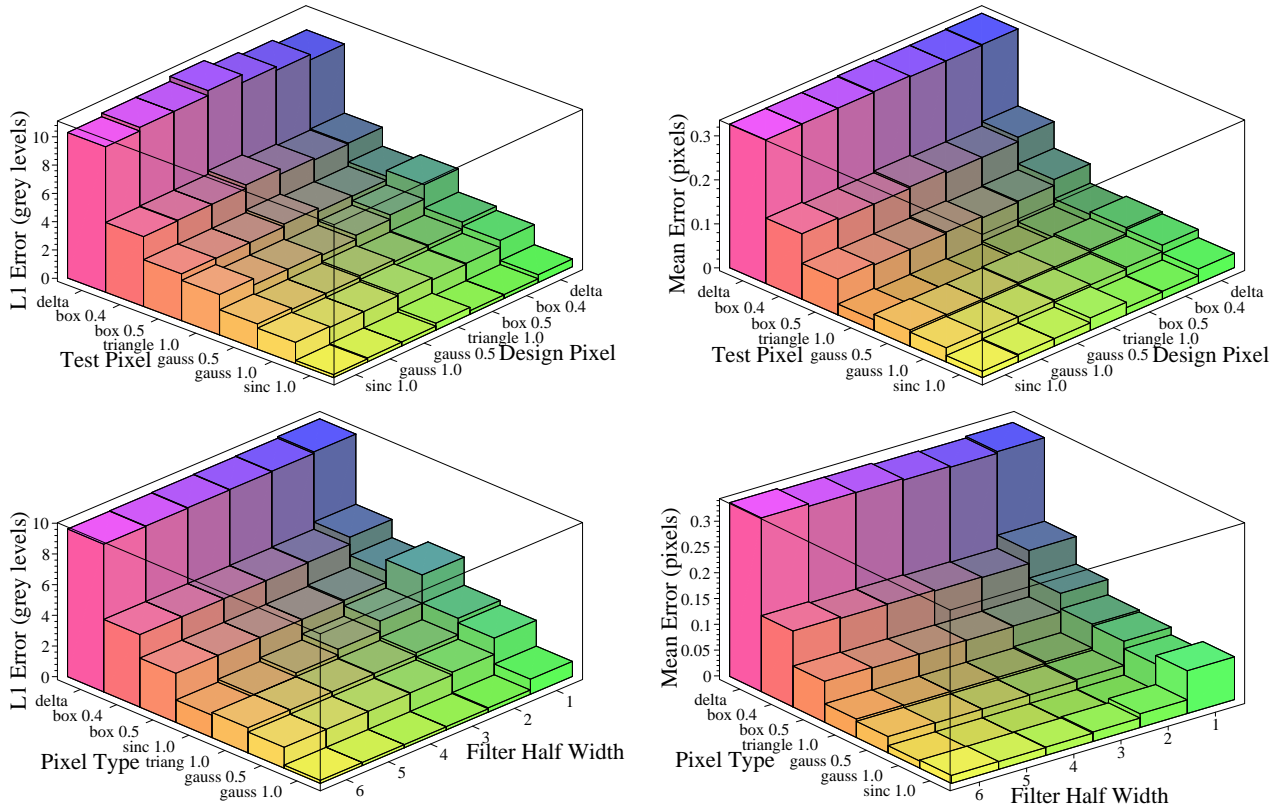 L1 Error (grey levels)
10
8
6
4
2
0
delta
box 0.4
box 0.5
triangle 1.0
gauss 0.5
gauss 1.0
sinc 1.0
Test Pixel
delta
box 0.4
box 0.5
triangle 1.0
gauss 0.5
gauss 1.0
sinc 1.0
Design Pixel
Mean Error (pixels)
0.3
0.2
0.1
0
delta
box 0.4
box 0.5
triangle 1.0
gauss 0.5
gauss 1.0
sinc 1.0
Test Pixel
delta
box 0.4
box 0.5
triangle 1.0
gauss 0.5
gauss 1.0
sinc 1.0
Design Pixel
L1 Error (grey levels)
10
8
6
4
2
0
delta
box 0.4
box 0.5
sinc 1.0
triang 1.0
gauss 0.5
gauss 1.0
Pixel Type
1
2
3
4
5
6
Filter Half Width
Mean Error (pixels)
0.3
0.25
0.2
0.15
0.1
0.05
0
delta
box 0.4
box 0.5
triangle 1.0
gauss 0.5
gauss 1.0
sinc 1.0
Pixel Type
1
2
3
4
5
6
Filter Half Width